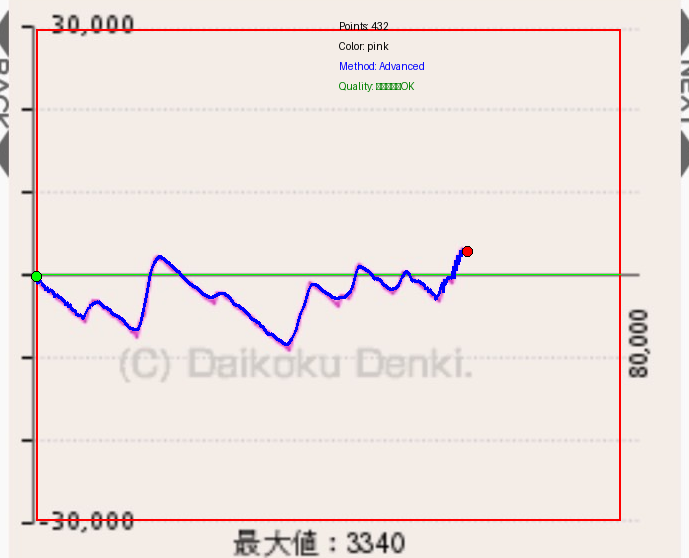 30,000
Points: 432
Color: pink
Method: Advanced
Quality: OK
BACK
NEXT
80,000
(C) Daikoku Denki.
-30,000
最大値：3340